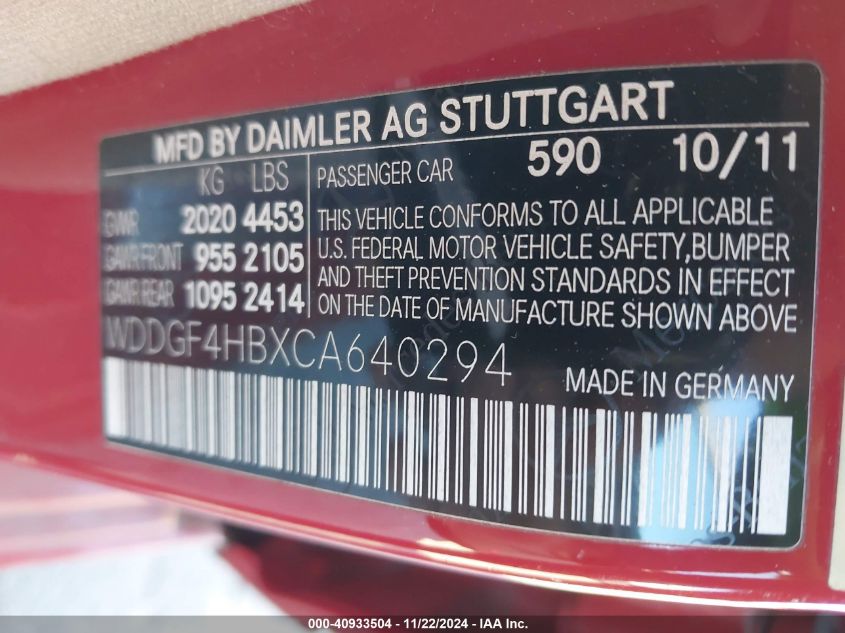 MFD BY DAIMLER AG STUTTGART
KG LBS
GVWR 2020 4453
GAWR FRONT 955 2105
GAWR REAR 1095 2414
PASSENGER CAR 590 10/11
THIS VEHICLE CONFORMS TO ALL APPLICABLE
U.S. FEDERAL MOTOR VEHICLE SAFETY, BUMPER
AND THEFT PREVENTION STANDARDS IN EFFECT
ON THE DATE OF MANUFACTURE SHOWN ABOVE
WDDGF4HBXCA640294
MADE IN GERMANY
000-40933504 - 11/22/2024 - IAA Inc.